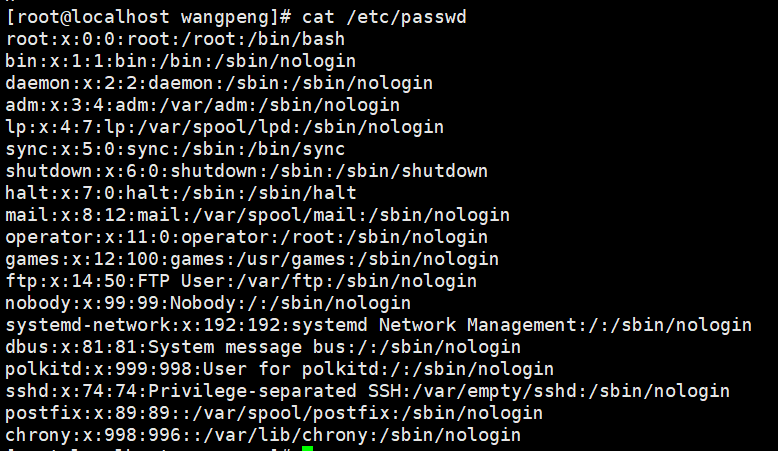 [root@localhost wangpeng]# cat /etc/passwd
root:x:0:0:root:/root:/bin/bash
bin:x:1:1:bin:/bin:/sbin/nologin
daemon:x:2:2:daemon:/sbin:/sbin/nologin
adm:x:3:4:adm:/var/adm:/sbin/nologin
lp:x:4:7:lp:/var/spool/lpd:/sbin/nologin
sync:x:5:0:sync:/sbin:/bin/sync
shutdown:x:6:0:shutdown:/sbin:/sbin/shutdown
halt:x:7:0:halt:/sbin:/sbin/halt
mail:x:8:12:mail:/var/spool/mail:/sbin/nologin
operator:x:11:0:operator:/root:/sbin/nologin
games:x:12:100:games:/usr/games:/sbin/nologin
ftp:x:14:50:FTP User:/var/ftp:/sbin/nologin
nobody:x:99:99:Nobody:/:/sbin/nologin
systemd-network:x:192:192:systemd Network Management:/:/sbin/nologin
dbus:x:81:81:System message bus:/:/sbin/nologin
polkitd:x:999:998:User for polkitd:/:/sbin/nologin
sshd:x:74:74:Privilege-separated SSH:/var/empty/sshd:/sbin/nologin
postfix:x:89:89::/var/spool/postfix:/sbin/nologin
chrony:x:998:996::/var/lib/chrony:/sbin/nologin